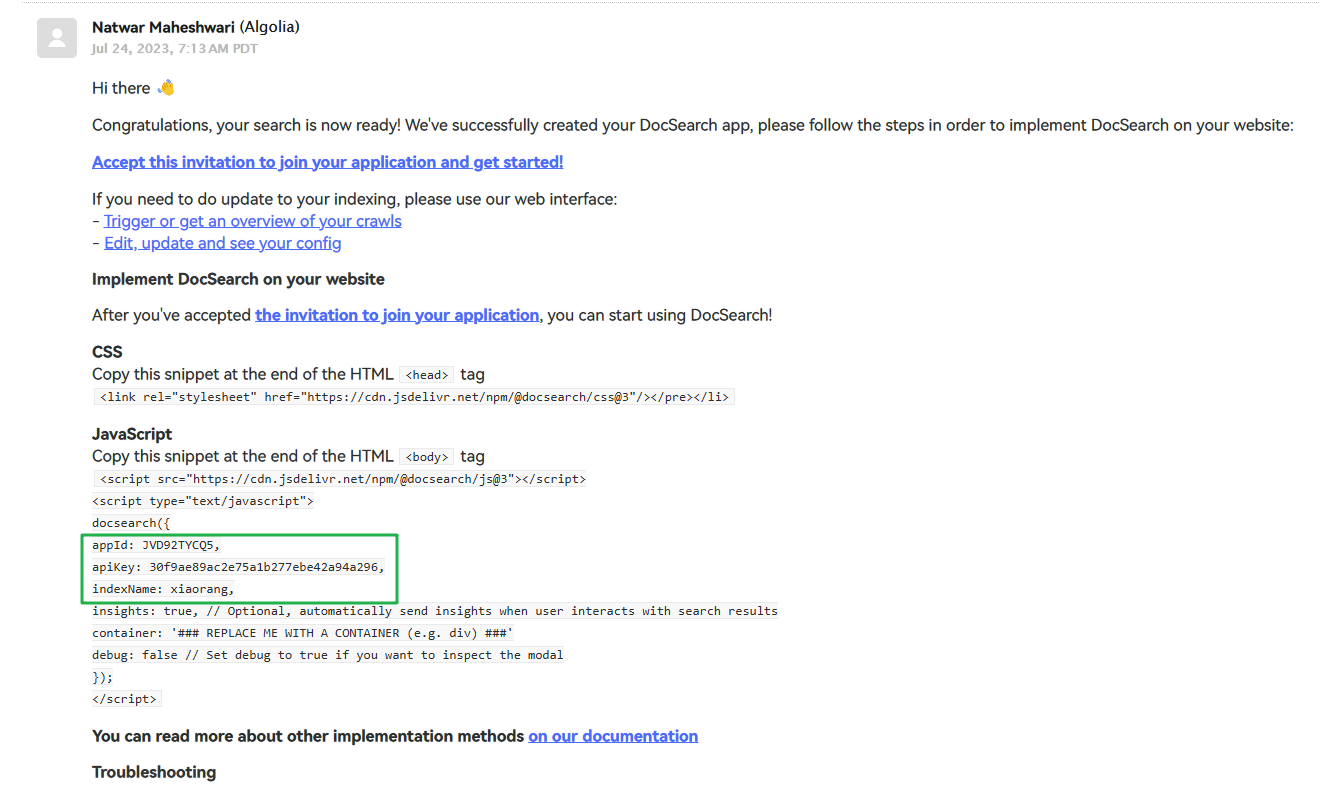 Natwar Maheshwari (Algolia)
Jul 24, 2023, 7:13 AM PDT
Hi there 👋
Congratulations, your search is now ready! We've successfully created your DocSearch app, please follow the steps in order to implement DocSearch on your website:
Accept this invitation to join your application and get started!
If you need to do update to your indexing, please use our web interface:
- Trigger or get an overview of your crawls
- Edit, update and see your config
Implement DocSearch on your website
After you've accepted the invitation to join your application, you can start using DocSearch!
CSS
Copy this snippet at the end of the HTML <head> tag
<link rel="stylesheet" href="https://cdn.jsdelivr.net/npm/@docsearch/css@3"/></pre></li>
JavaScript
Copy this snippet at the end of the HTML <body> tag
<script src="https://cdn.jsdelivr.net/npm/@docsearch/js@3"></script>
<script type="text/javascript">
docsearch({
appId: JVD92TYCQ5,
apiKey: 30f9ae89ac2e75a1b277ebe42a94a296,
indexName: xiaorang,
insights: true, // Optional, automatically send insights when user interacts with search results
container: '### REPLACE ME WITH A CONTAINER (e.g. div) ###'
debug: false // Set debug to true if you want to inspect the modal
});
</script>
You can read more about other implementation methods on our documentation
Troubleshooting